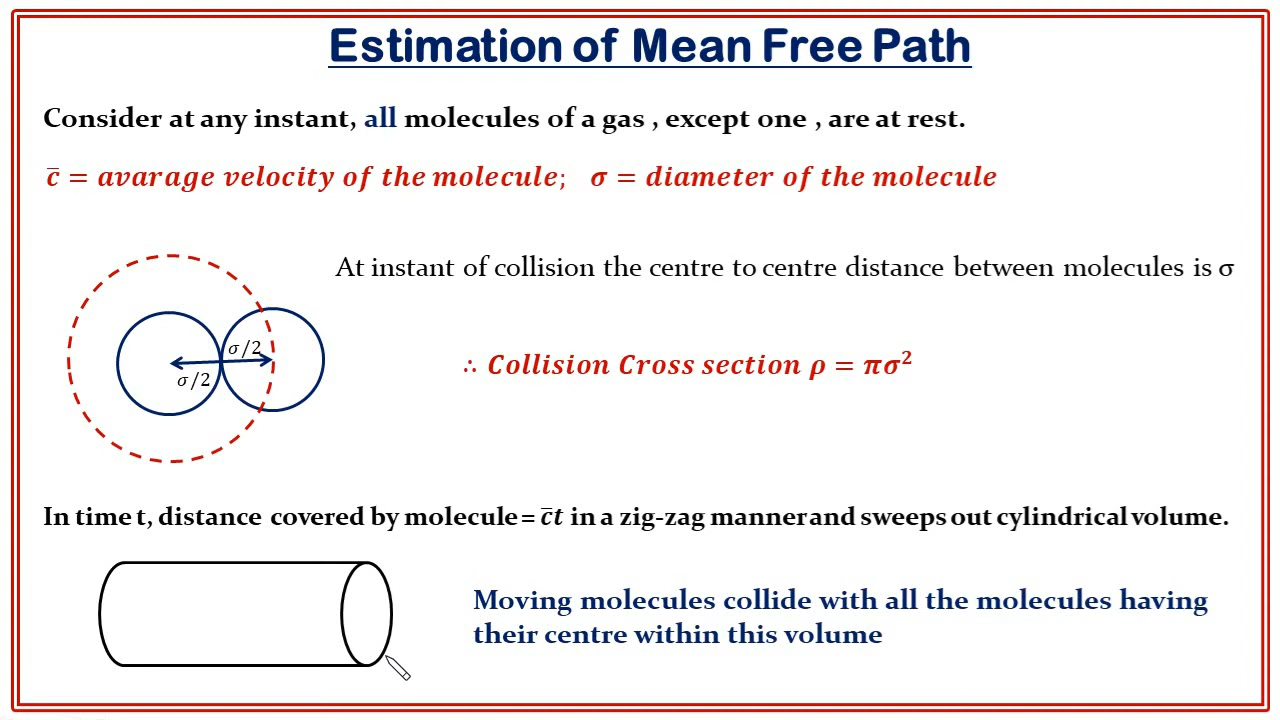 Estimation of Mean Free Path
Consider at any instant, all molecules of a gas , except one , are at rest.
c̅ = avarage velocity of the molecule; σ = diameter of the molecule
At instant of collision the centre to centre distance between molecules is σ
σ/2
σ/2
∴ Collision Cross section ρ = πσ²
In time t, distance covered by molecule = c̅t in a zig-zag manner and sweeps out cylindrical volume.
Moving molecules collide with all the molecules having
their centre within this volume